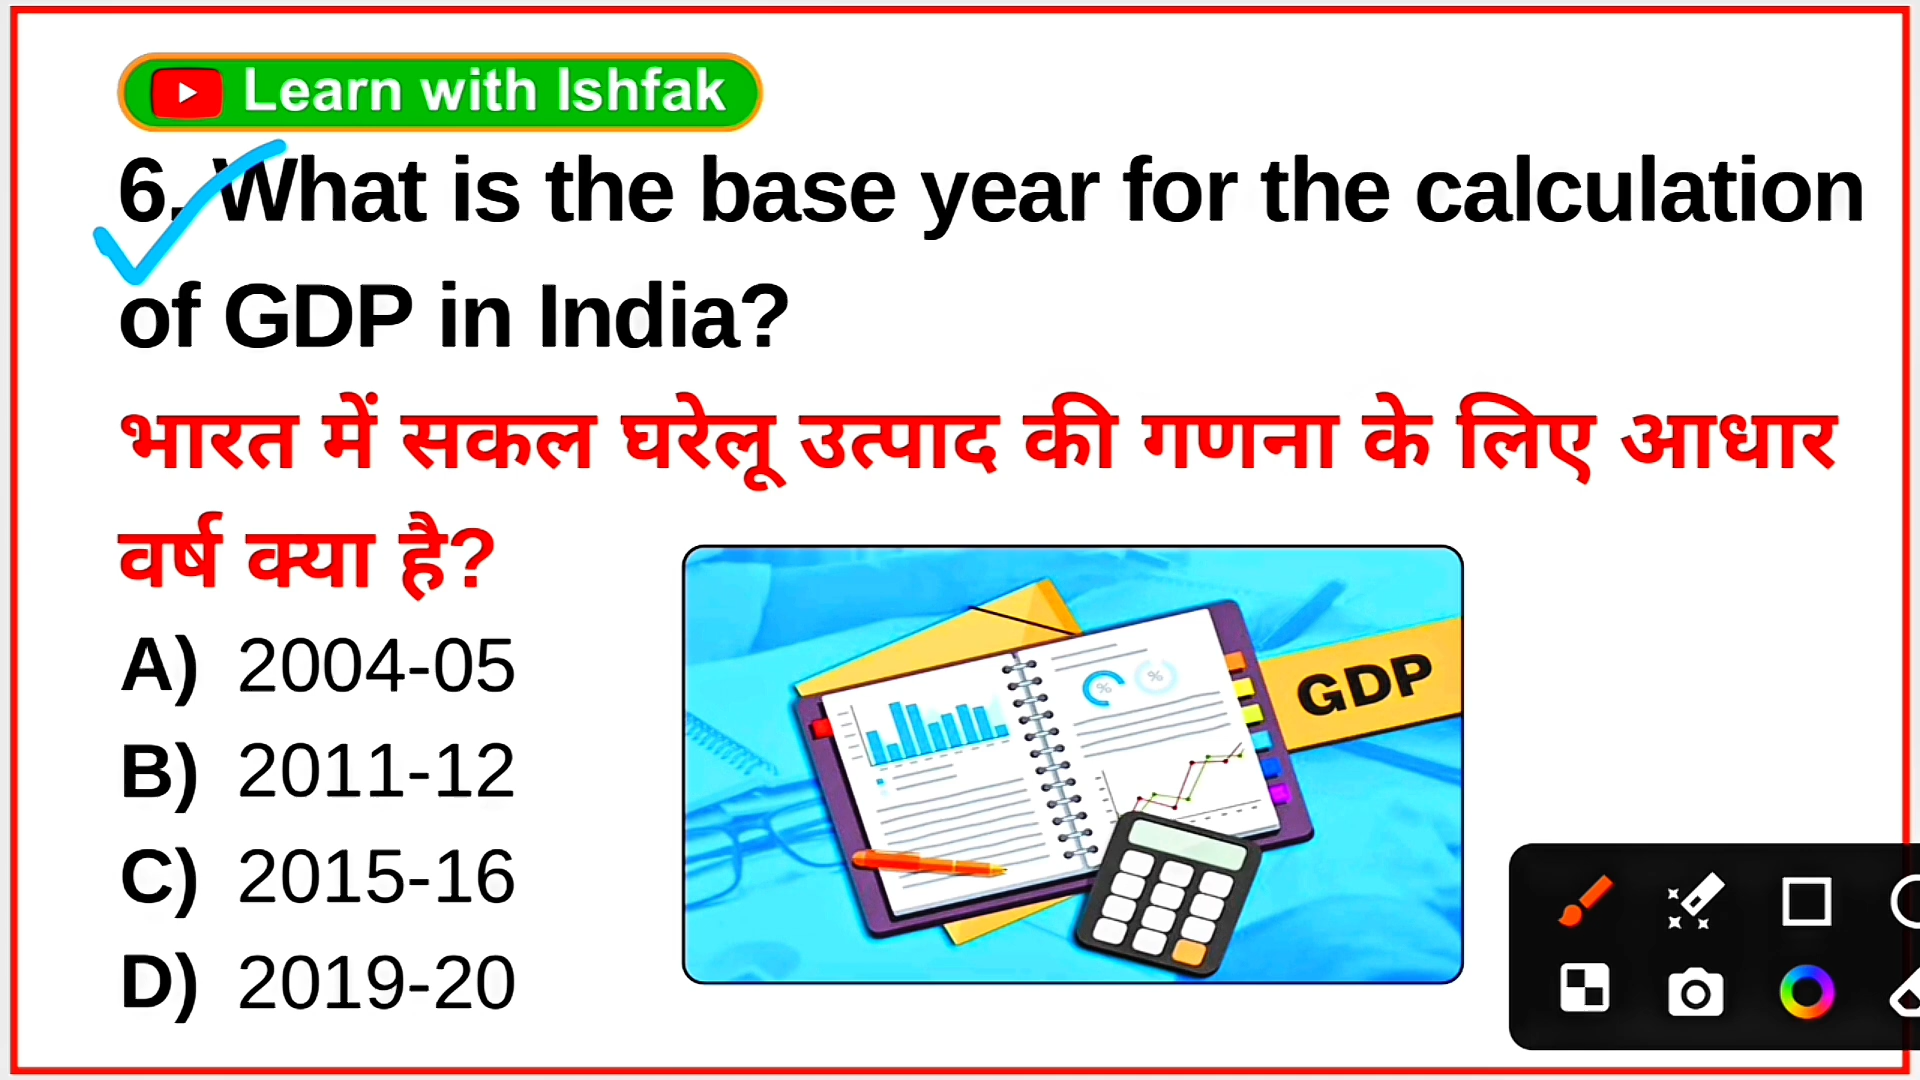 Learn with Ishfak
6. What is the base year for the calculation
of GDP in India?
भारत में सकल घरेलू उत्पाद की गणना के लिए आधार
वर्ष क्या है?
A) 2004-05
B) 2011-12
C) 2015-16
D) 2019-20
GDP
% %